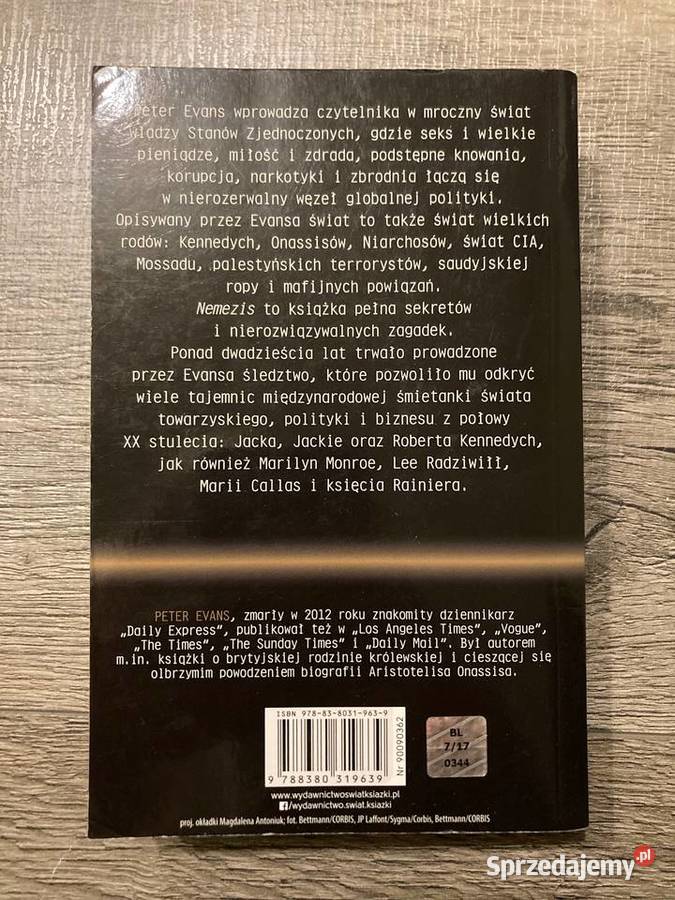 Peter Evans wprowadza czytelnika w mroczny świat
władzy Stanów Zjednoczonych, gdzie seks i wielkie
pieniądze, miłość i zdrada, podstępne knowania,
korupcja, narkotyki i zbrodnia łączą się
w nierozerwalny węzeł globalnej polityki.
Opisywany przez Evansa świat to także świat wielkich
rodów: Kennedych, Onassisów, Niarchosów, świat CIA,
Mossadu, palestyńskich terrorystów, saudyjskiej
ropy i mafijnych powiązań.
Nemezis to książka pełna sekretów
i nierozwiązywalnych zagadek.
Ponad dwadzieścia lat trwało prowadzone
przez Evansa śledztwo, które pozwoliło mu odkryć
wiele tajemnic międzynarodowej śmietanki świata
towarzyskiego, polityki i biznesu z połowy
XX stulecia: Jacka, Jackie oraz Roberta Kennedych,
jak również Marilyn Monroe, Lee Radziwiłł,
Marii Callas i księcia Rainiera.
PETER EVANS, zmarły w 2012 roku znakomity dziennikarz
„Daily Express”, publikował też w „Los Angeles Times”, „Vogue”,
„The Times”, „The Sunday Times” i „Daily Mail”. Był autorem
m.in. książki o brytyjskiej rodzinie królewskiej i cieszącej się
olbrzymim powodzeniem biografii Aristotelisa Onassisa.
ISBN 978-83-8031-963-9
9 788380 319639
Nr 90090362
BL
7/17
0344
www.wydawnictwoswiatksiazki.pl
f/wydawnictwo.swiat.ksiazki
proj. okładki Magdalena Antoniuk; fot. Bettmann/CORBIS, JP Laffont/Sygma/Corbis, Bettmann/CORBIS
Sprzedajemy.pl